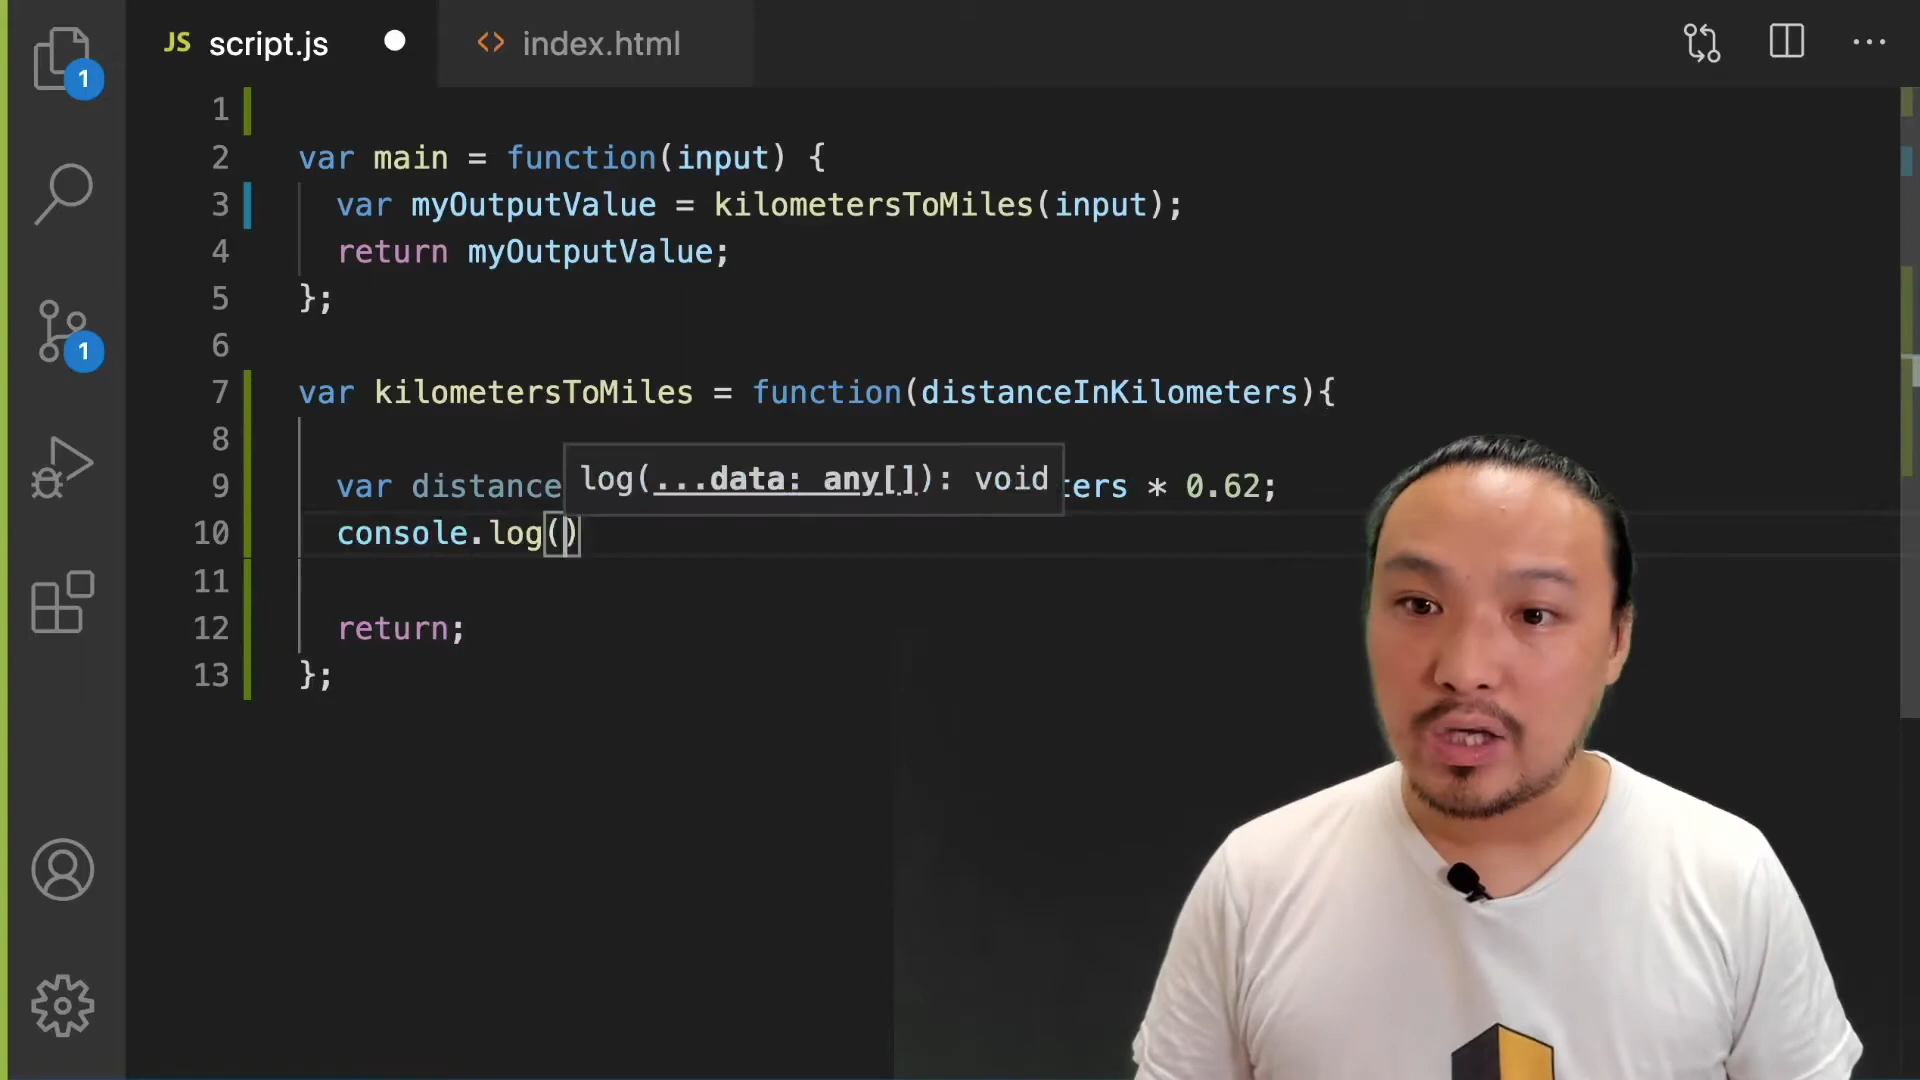 JS script.js
<> index.html
1
1
1
2 var main = function(input) {
3 var myOutputValue = kilometersToMiles(input);
4 return myOutputValue;
5 };
6
7 var kilometersToMiles = function(distanceInKilometers){
8
log(...data: any[]): void
9 var distance ters * 0.62;
10 console.log()
11
12 return;
13 };